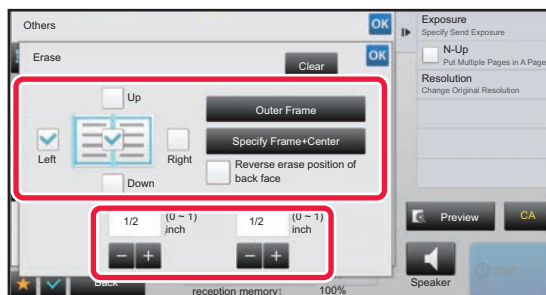 Others
OK
Exposure
Specify Send Exposure
Erase
Clear
OK
N-Up
Put Multiple Pages in A Page
Resolution
Change Original Resolution
Up
Outer Frame
Left
Right
Specify Frame+Center
Reverse erase position of
back face
Down
1/2
(0 ~ 1)
inch
1/2
(0 ~ 1)
inch
Preview
CA
Back
reception memory:
100%
Speaker
Start